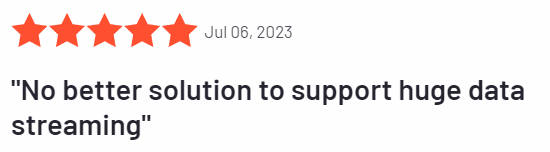 Jul 06, 2023
"No better solution to support huge data
streaming"